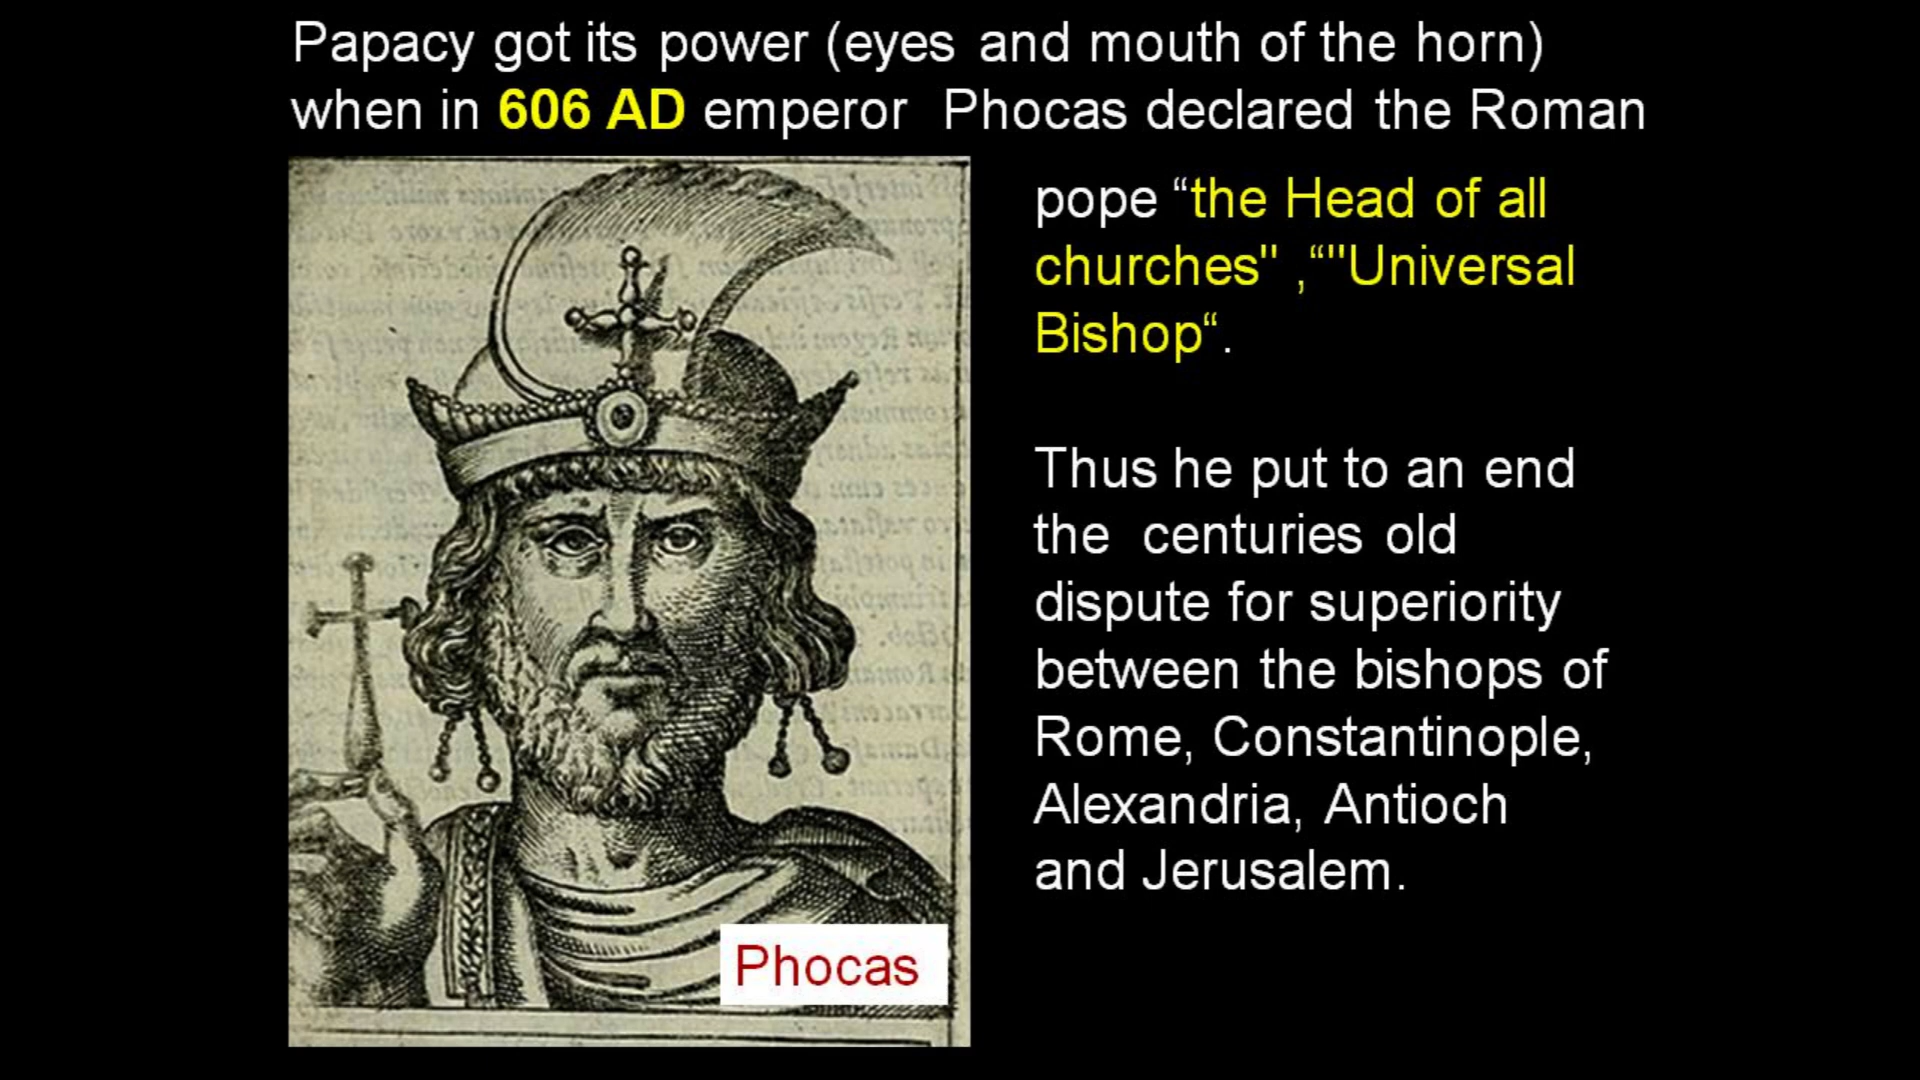 Papacy got its power (eyes and mouth of the horn)
when in 606 AD emperor Phocas declared the Roman
pope “the Head of all
churches" ,“"Universal
Bishop“.
Thus he put to an end
the centuries old
dispute for superiority
between the bishops of
Rome, Constantinople,
Alexandria, Antioch
and Jerusalem.
Phocas